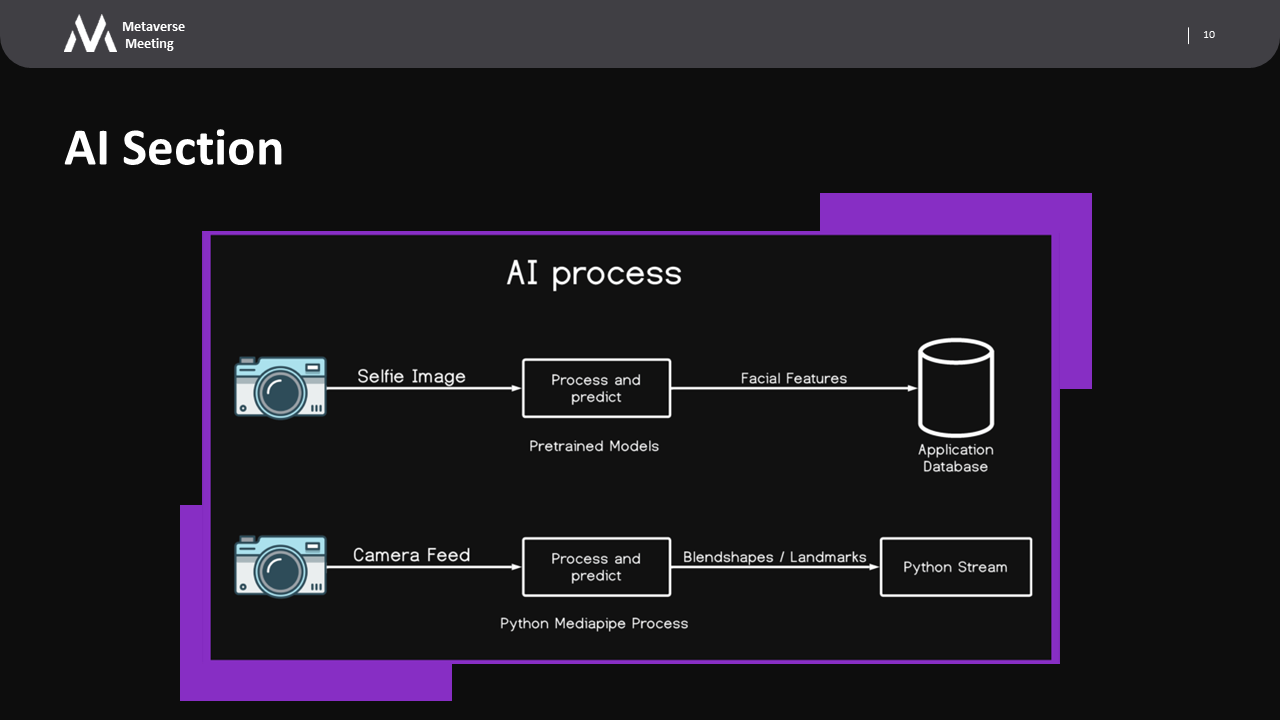 Metaverse
Meeting
10
AI Section
AI process
Selfie Image
Process and
predict
Facial Features
Pretrained Models
Application
Database
Camera Feed
Process and
predict
Blendshapes / Landmarks
Python Stream
Python Mediapipe Process